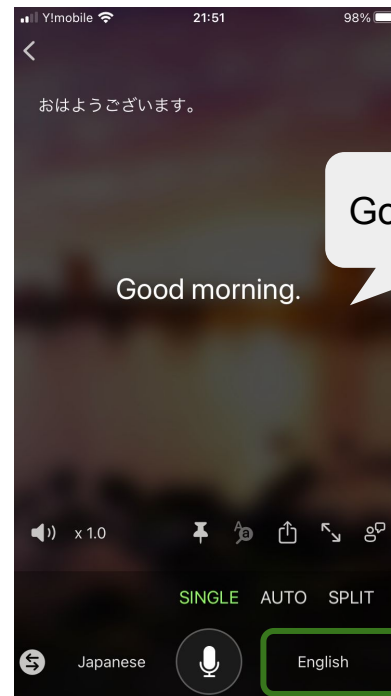 Y!mobile 21:51 98%
おはようございます。
Go
Good morning.
x 1.0
SINGLE AUTO SPLIT
Japanese English